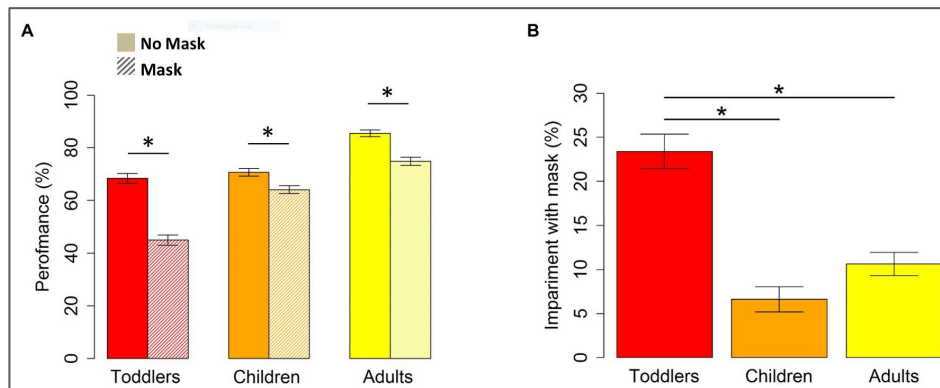 A
No Mask
Mask
Perofmance (%)
100
80
60
40
20
0
*
*
*
Toddlers Children Adults
B
Impariment with mask (%)
30
25
20
15
10
5
0
*
*
Toddlers Children Adults